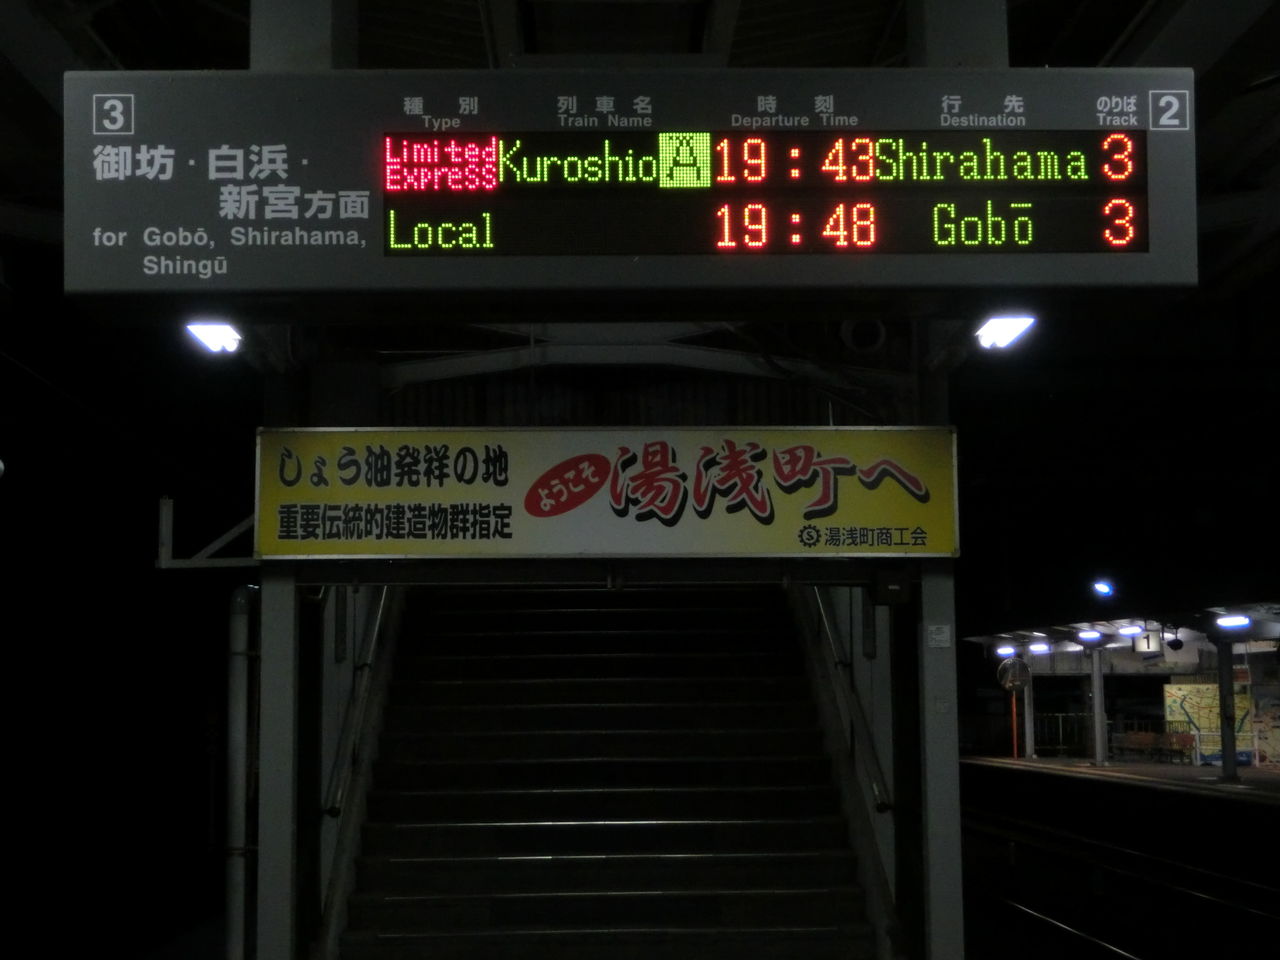 3
御坊・白浜・
新宮方面
for Gobō, Shirahama,
Shingū
種別 列車名 時刻 行先 のりば
Type Train Name Departure Time Destination Track
2
Limited Express Kuroshio A 19:43 Shirahama 3
Local 19:48 Gobō 3
しょう油発祥の地
重要伝統的建造物群指定
ようこそ
湯浅町へ
湯浅町商工会
1